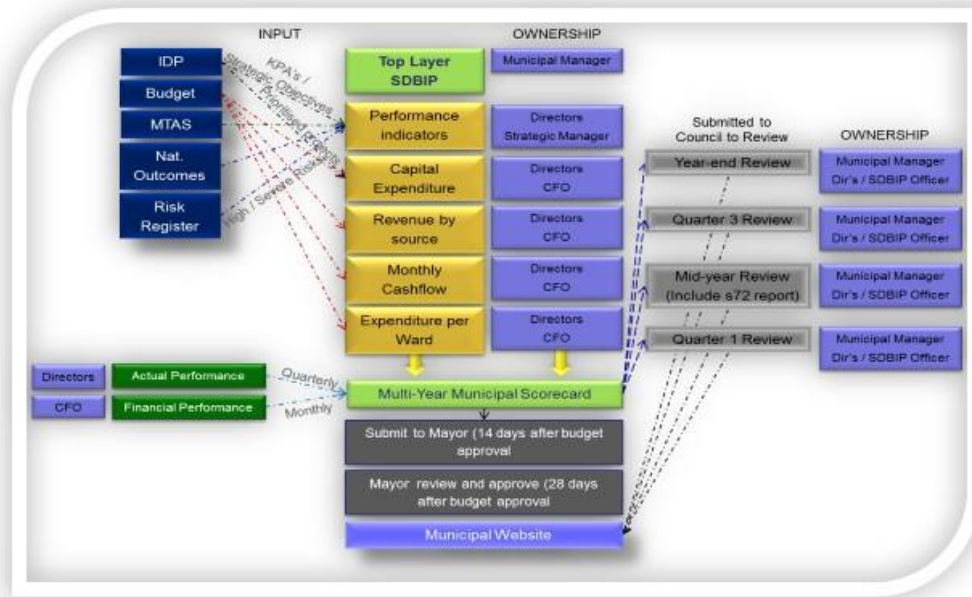 INPUT
OWNERSHIP
IDP
Budget
MTAS
Nat.
Outcomes
Risk
Register
KPA's /
Strategic Objectives
Prioritised projects
High / Severe Risk
Top Layer
SDBIP
Municipal Manager
Performance
indicators
Directors
Strategic Manager
Capital
Expenditure
Directors
CFO
Revenue by
source
Directors
CFO
Monthly
Cashflow
Directors
CFO
Expenditure per
Ward
Directors
CFO
Submitted to
Council to Review
OWNERSHIP
Year-end Review
Municipal Manager
Dir's / SDBIP Officer
Quarter 3 Review
Municipal Manager
Dir's / SDBIP Officer
Mid-year Review
(Include s72 report)
Municipal Manager
Dir's / SDBIP Officer
Quarter 1 Review
Municipal Manager
Dir's / SDBIP Officer
Directors
Actual Performance
Quarterly
CFO
Financial Performance
Monthly
Multi-Year Municipal Scorecard
Submit to Mayor (14 days after budget
approval
Mayor review and approve (28 days
after budget approval
Municipal Website